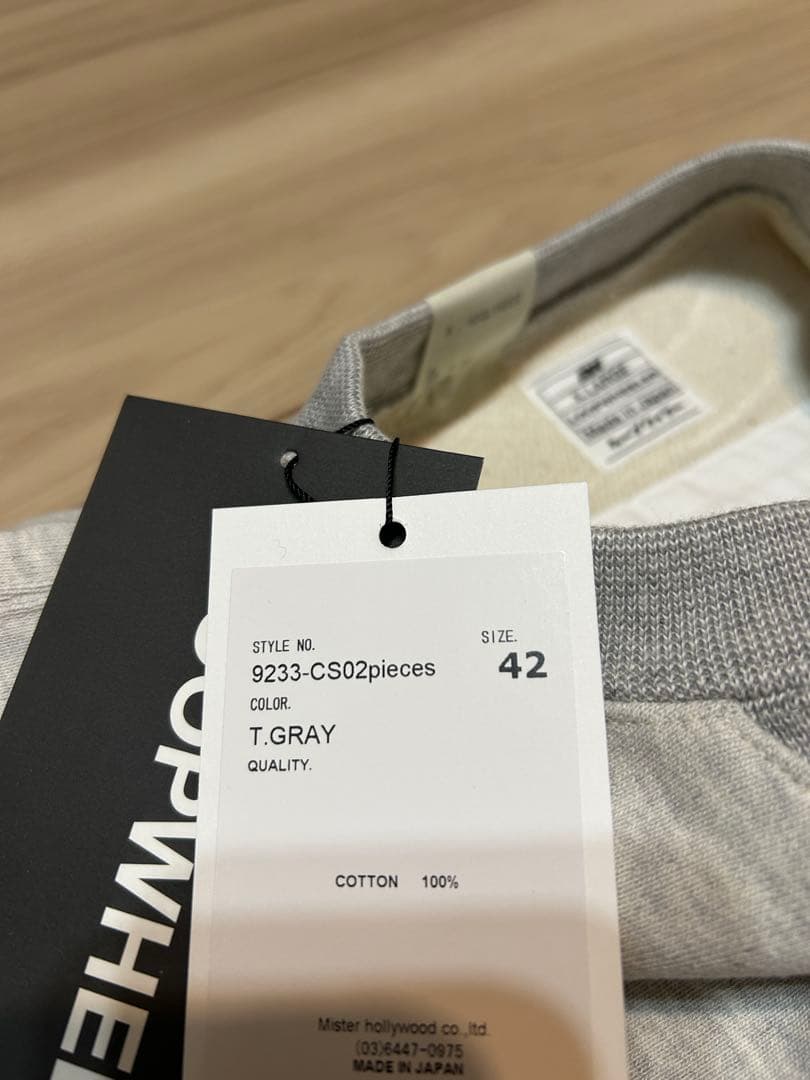 STYLE NO.
SIZE.
9233-CS02pieces
42
COLOR.
T.GRAY
QUALITY.
COTTON 100%
Mister hollywood co.,ltd.
(03)6447-0975
MADE IN JAPAN
OPWHE